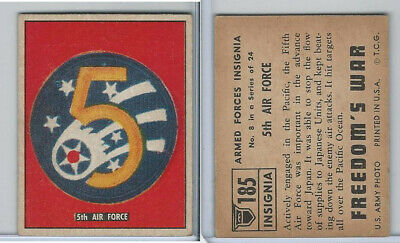 5
5th AIR FORCE
185
INSIGNIA
ARMED FORCES INSIGNIA
No. 8 in a Series of 24
5th AIR FORCE
Actively engaged in the Pacific, the Fifth
Air Force was important in the advance
toward Japan. It was able to stop the flow
of supplies to Japanese Units, and kept beat-
ing down the enemy air attacks. It hit targets
all over the Pacific Ocean.
FREEDOM'S WAR
© T.C.G.
U.S. ARMY PHOTO PRINTED IN U.S.A.